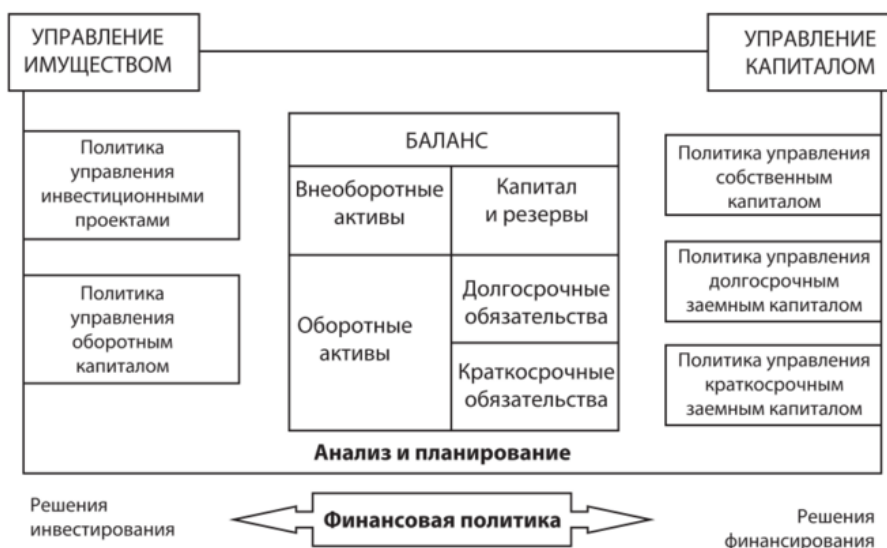 УПРАВЛЕНИЕ
ИМУЩЕСТВОМ
УПРАВЛЕНИЕ
КАПИТАЛОМ
Политика
управления
инвестиционными
проектами
Политика
управления
оборотным
капиталом
БАЛАНС
Внеоборотные
активы
Капитал
и резервы
Оборотные
активы
Долгосрочные
обязательства
Краткосрочные
обязательства
Политика управления
собственным
капиталом
Политика управления
долгосрочным
заемным капиталом
Политика управления
краткосрочным
заемным капиталом
Анализ и планирование
Решения
инвестирования
Финансовая политика
Решения
финансирования